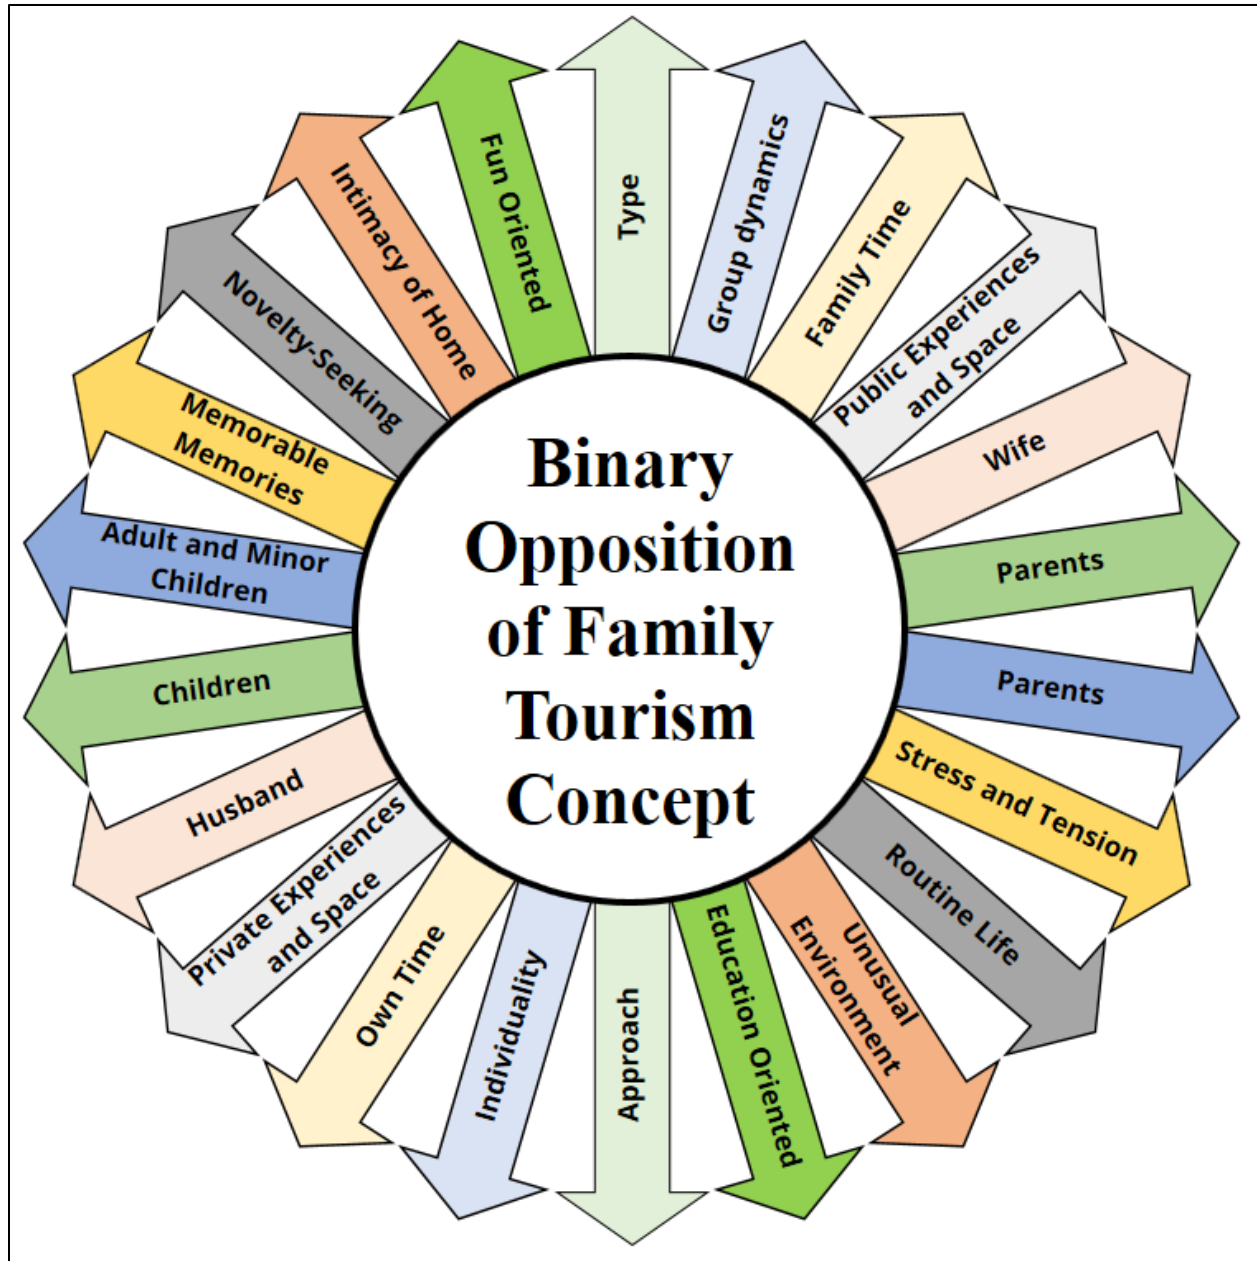 Binary
Opposition
of Family
Tourism
Concept
Type
Group dynamics
Family Time
Public Experiences
and Space
Wife
Parents
Parents
Stress and Tension
Routine Life
Unusual
Environment
Education Oriented
Approach
Individuality
Own Time
Private Experiences
and Space
Husband
Children
Adult and Minor
Children
Memorable
Memories
Novelty-Seeking
Intimacy of Home
Fun Oriented